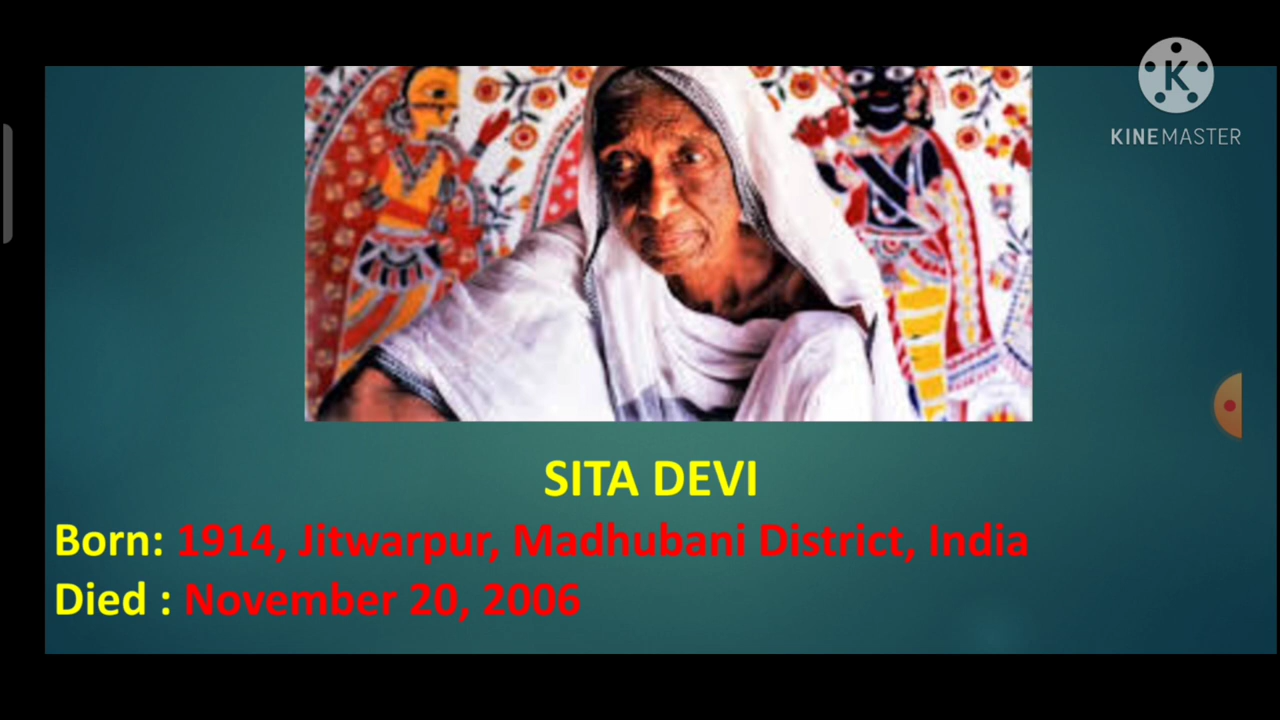 K
KINEMASTER
SITA DEVI
Born: 1914, Jitwarpur, Madhubani District, India
Died : November 20, 2006